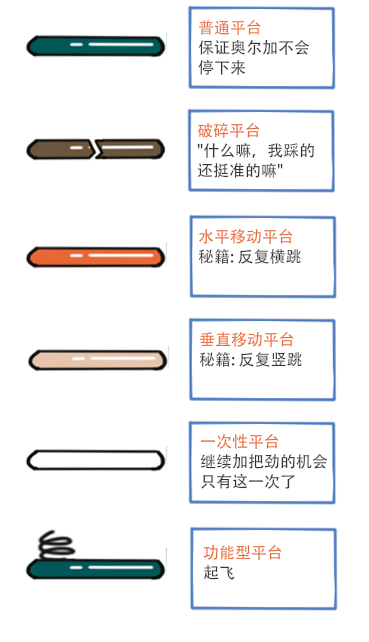 普通平台
保证奥尔加不会
停下来
破碎平台
"什么嘛，我踩的
还挺准的嘛"
水平移动平台
秘籍: 反复横跳
垂直移动平台
秘籍: 反复竖跳
一次性平台
继续加把劲的机会
只有这一次了
功能型平台
起飞